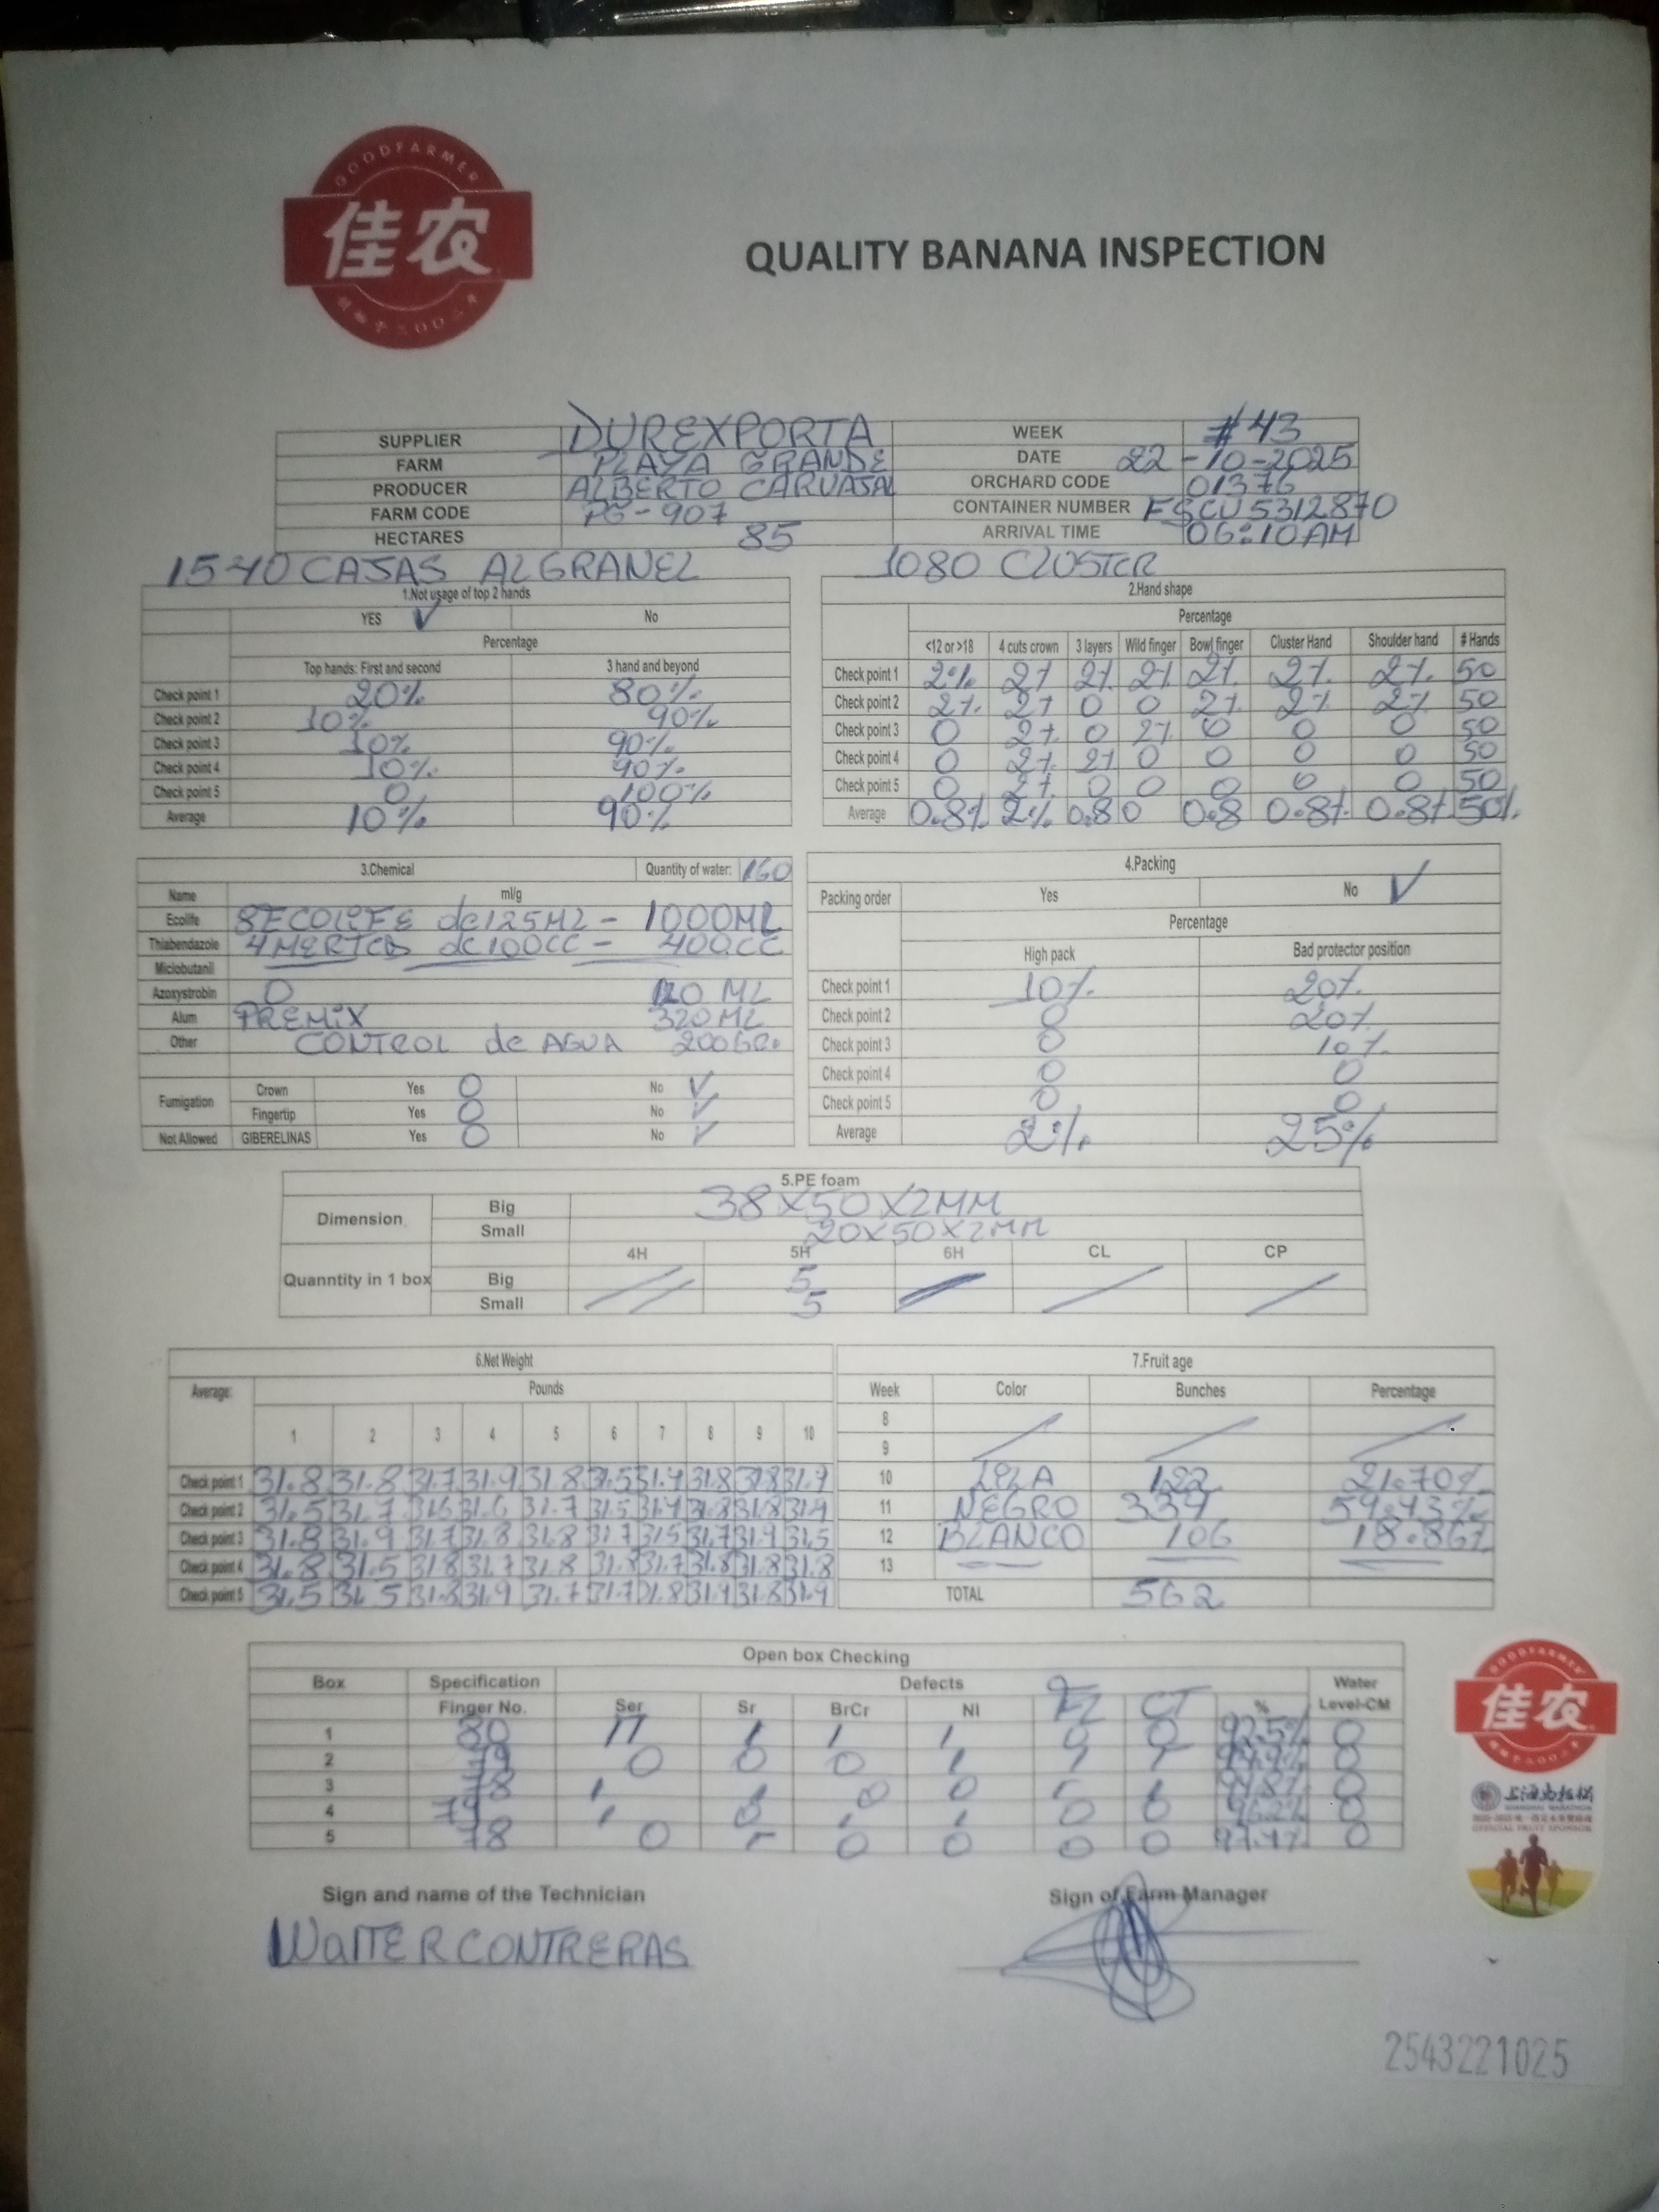 GOODFARMER
佳农
QUALITY BANANA INSPECTION
SUPPLIER DUREXPORTA WEEK #43
FARM PLAYA GRANDE DATE 22-10-2025
PRODUCER ALBERTO CARVAJAL ORCHARD CODE 01376
FARM CODE PG-907 CONTAINER NUMBER FSCU5312870
HECTARES 85 ARRIVAL TIME 06:10AM
1540 CAJAS ALGRANEL 1080 CLUSTER
1.Not usage of top 2 hands
YES ✓ No
Percentage
Top hands: First and second 3 hand and beyond
Check point 1 20% 80%
Check point 2 10% 90%
Check point 3 10% 90%
Check point 4 10% 90%
Check point 5 0 100%
Average 10% 90%
2.Hand shape
Percentage
<12 or >18 4 cuts crown 3 layers Wild finger Bowl finger Cluster Hand Shoulder hand # Hands
Check point 1 2% 2% 2% 2% 2% 2% 2% 50
Check point 2 2% 2% 0 0 2% 2% 2% 50
Check point 3 0 2% 0 2% 0 0 0 50
Check point 4 0 2% 2% 0 0 0 0 50
Check point 5 0 2% 0 0 0 0 0 50
Average 0.8% 2% 0.8 0 0.8 0.8% 0.8% 50%
3.Chemical Quantity of water: 160
Name ml/g
Ecolife 8ECOLIFE de125ML - 1000ML
Thiabendazole 4MERTCB de100CC - 400CC
Miclobutanil
Azoxystrobin 0 120 ML
Alum PREMIX 320ML
Other CONTROL de AGUA 200GR.
Fumigation Crown Yes 0 No ✓
Fingertip Yes 0 No ✓
Not Allowed GIBERELINAS Yes 0 No ✓
4.Packing
Packing order Yes No ✓
Percentage
High pack Bad protector position
Check point 1 10% 20%
Check point 2 0 20%
Check point 3 0 10%
Check point 4 0 0
Check point 5 0 0
Average 2% 25%
5.PE foam
Dimension Big 38X50X2MM
Small 20X50X2MM
4H 5H 6H CL CP
Quanntity in 1 box Big 5
Small 5
6.Net Weight
Average: Pounds
1 2 3 4 5 6 7 8 9 10
Check point 1 31.8 31.8 31.7 31.9 31.8 31.5 31.4 31.8 31.8 31.9
Check point 2 31.5 31.7 31.6 31.6 31.7 31.5 31.4 31.8 31.8 31.9
Check point 3 31.8 31.9 31.7 31.8 31.8 31.7 31.5 31.7 31.9 31.5
Check point 4 31.8 31.5 31.8 31.7 31.8 31.8 31.7 31.8 31.8 31.8
Check point 5 31.5 31.5 31.8 31.9 31.7 31.7 31.8 31.9 31.8 31.9
7.Fruit age
Week Color Bunches Percentage
8
9
10 LILA 122 21.70%
11 NEGRO 334 59.43%
12 BLANCO 106 18.86%
13
TOTAL 562
Open box Checking
Box Specification Defects Water
Finger No. Ser Sr BrCr NI CT % Level-CM
1 80 11 1 1 1 0 0 92.5% 0
2 79 0 0 0 1 0
3 78 1 1 0 0 0
4 79 1 0 1 1 0 0 96.2% 0
5 78 0 0 0 0 0 0
Sign and name of the Technician Sign of Farm Manager
WalTER CONTRERAS
佳农
SHANGHAI MARATHON
OFFICIAL FRUIT SPONSOR
2543221025